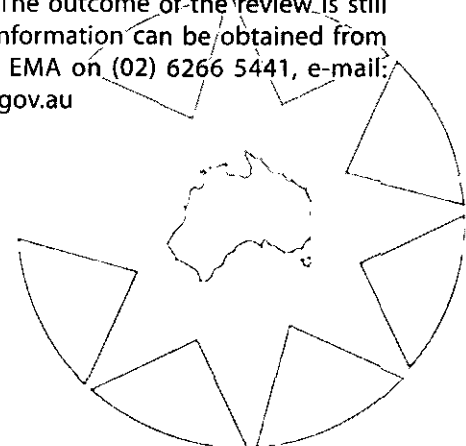 The outcome of the review is still
nformation can be obtained from
EMA on (02) 6266 5441, e-mail:
gov.au